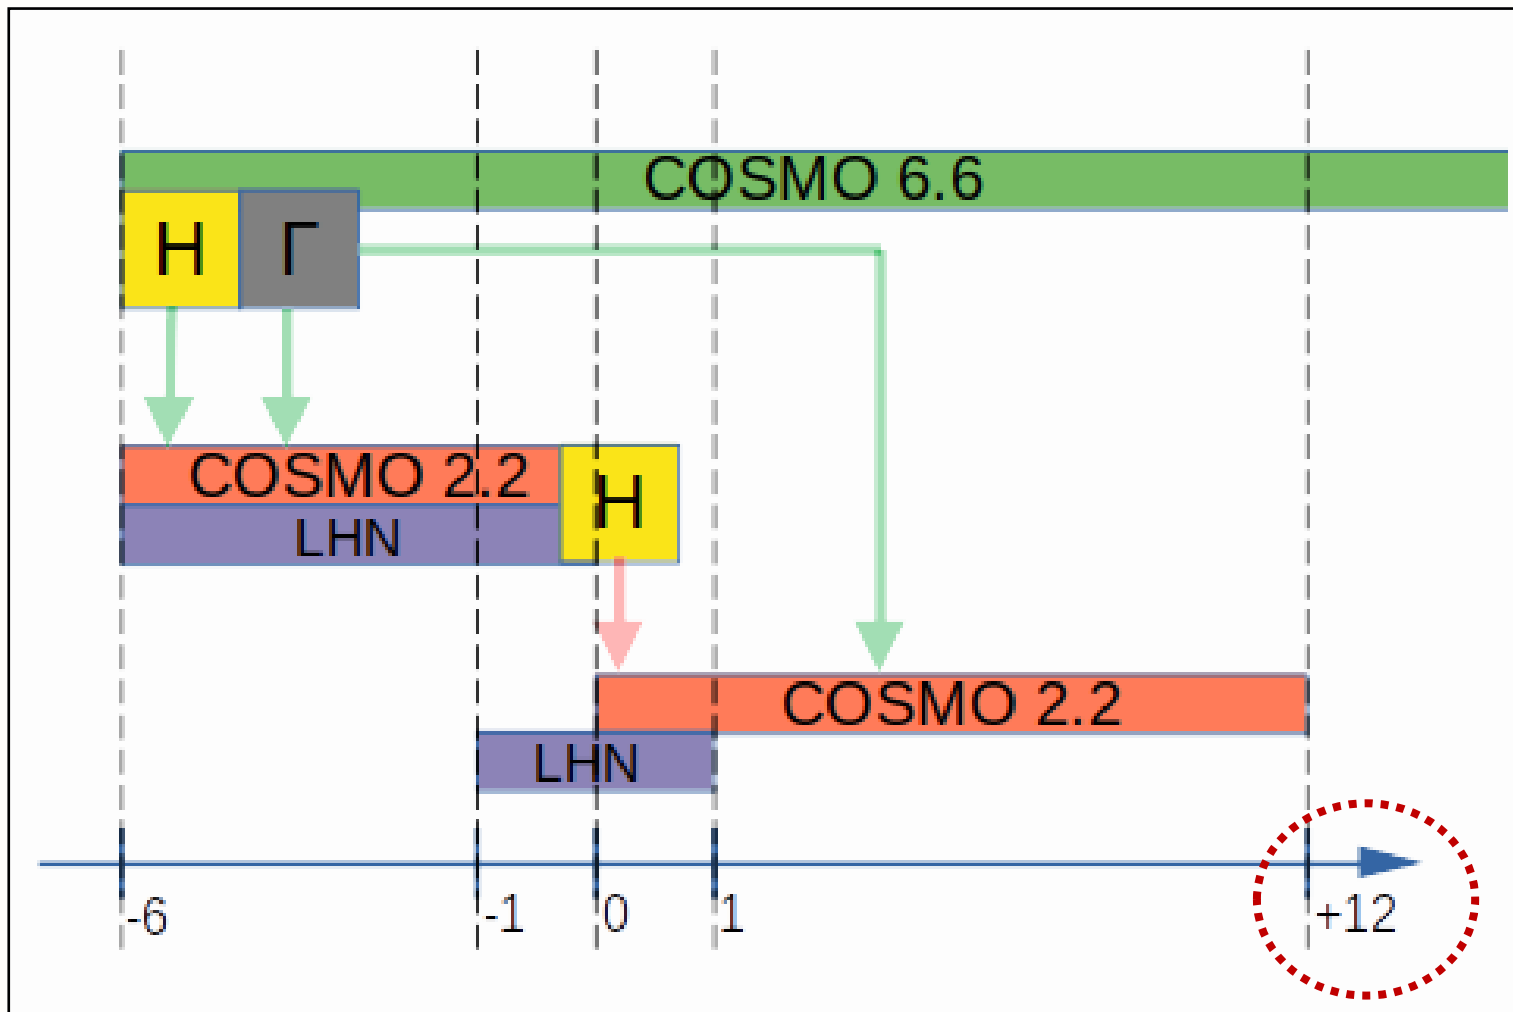 COSMO 6.6
Н Г
COSMO 2.2
Н
LHN
COSMO 2.2
LHN
-6 -1 0 1 +12